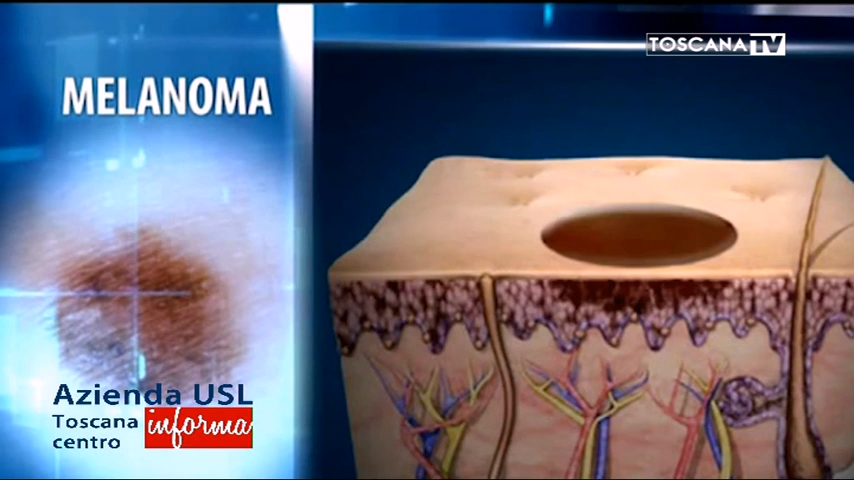 TOSCANA TV
MELANOMA
Azienda USL
Toscana
centro
informa